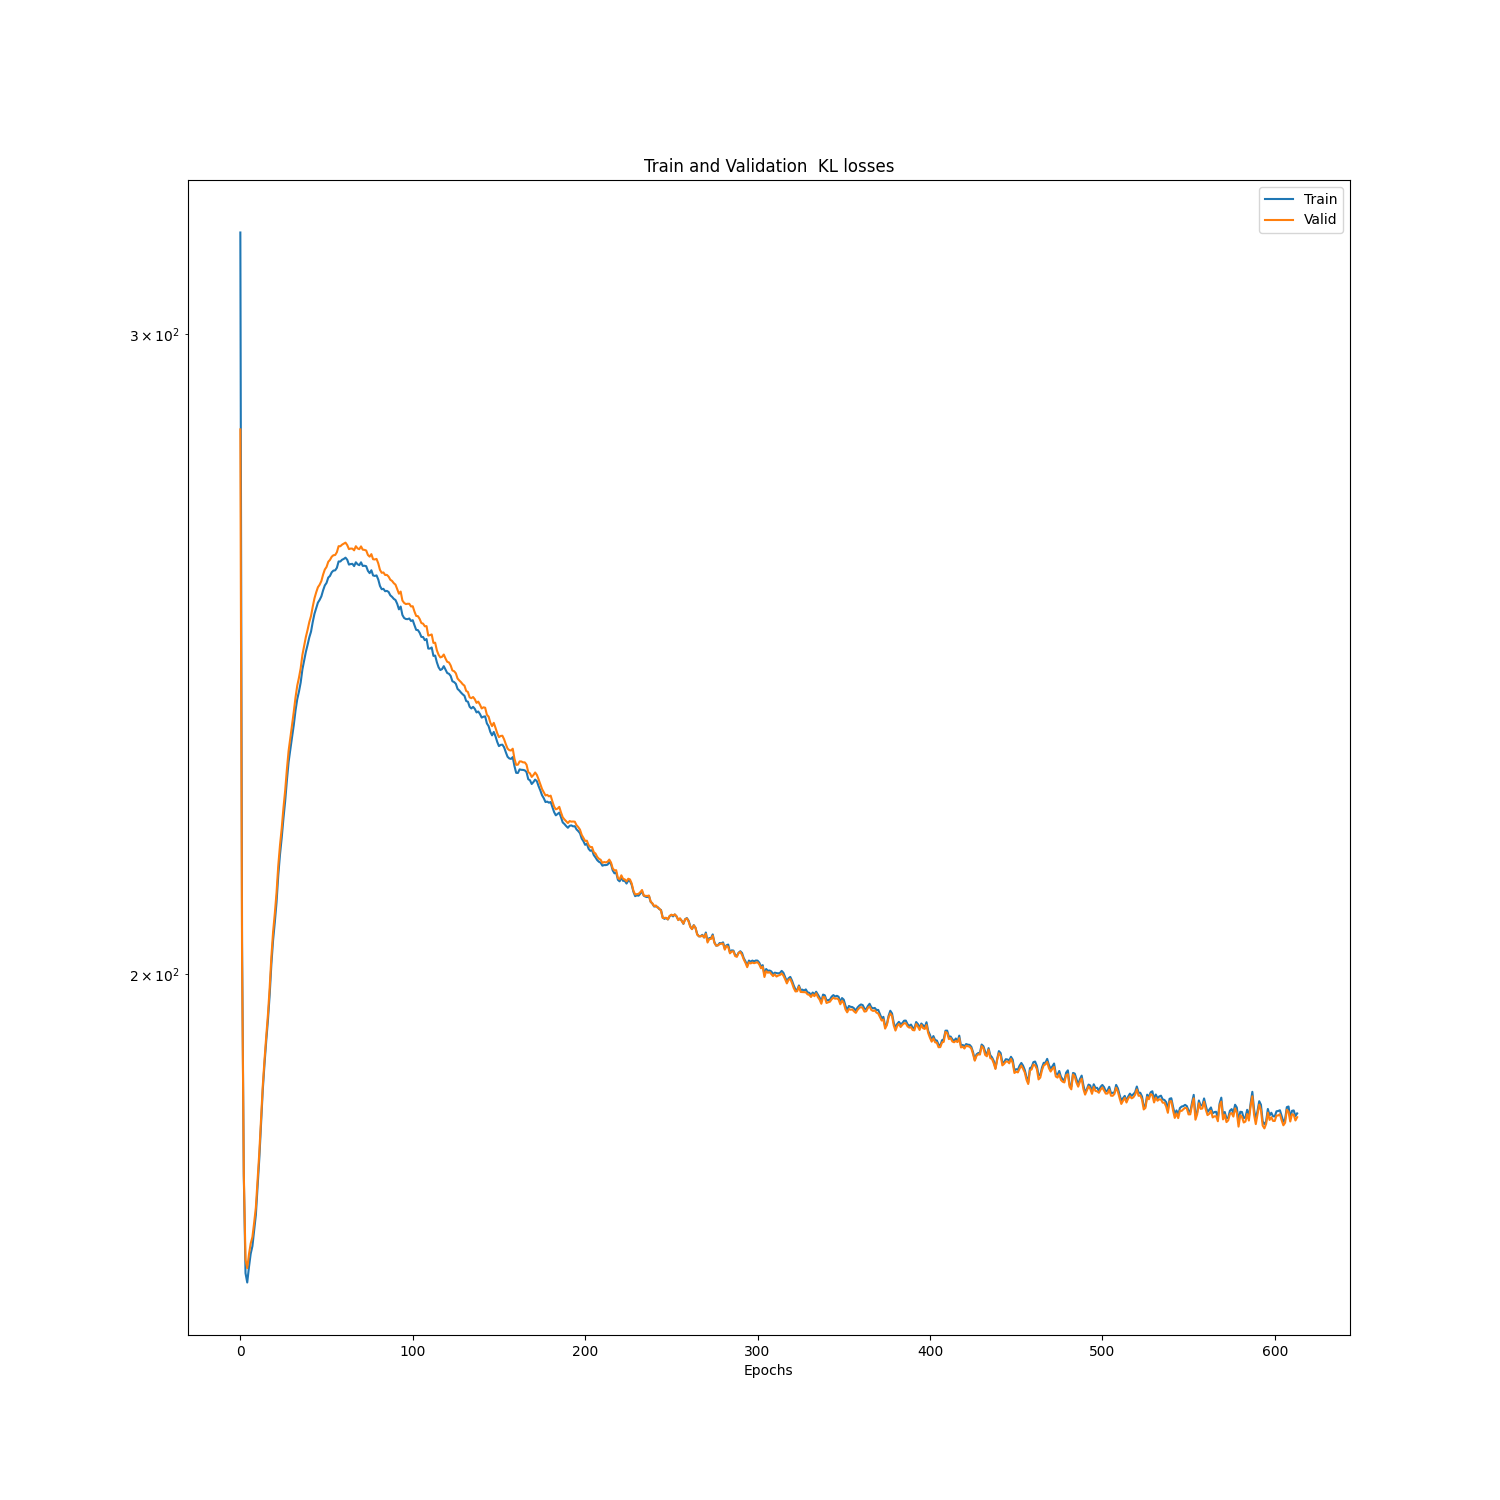 Train and Validation  KL losses
Train
Valid
3 × 10²
2 × 10²
0 100 200 300 400 500 600
Epochs